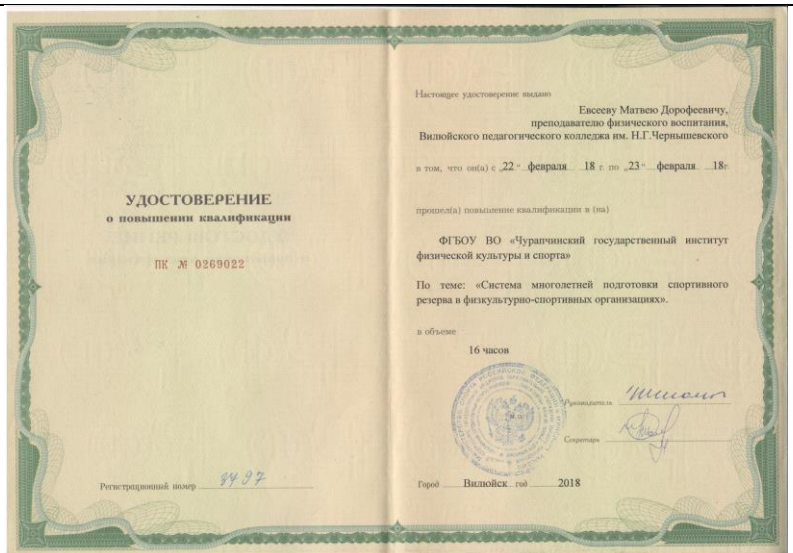 УДОСТОВЕРЕНИЕ
о повышении квалификации
ПК № 0269022
Регистрационный номер 3497
Настоящее удостоверение выдано
Евсееву Матвею Дорофеевичу,
преподавателю физического воспитания,
Вилюйского педагогического колледжа им. Н.Г.Чернышевского
в том, что он(а) с „22“ февраля 18 г. по „23“ февраля 18г.
прошел(а) повышение квалификации в (на)
ФГБОУ ВО «Чурапчинский государственный институт
физической культуры и спорта»
По теме: «Система многолетней подготовки спортивного
резерва в физкультурно-спортивных организациях».
в объеме
16 часов
М.П.
Руководитель
Секретарь
Город Вилюйск год 2018